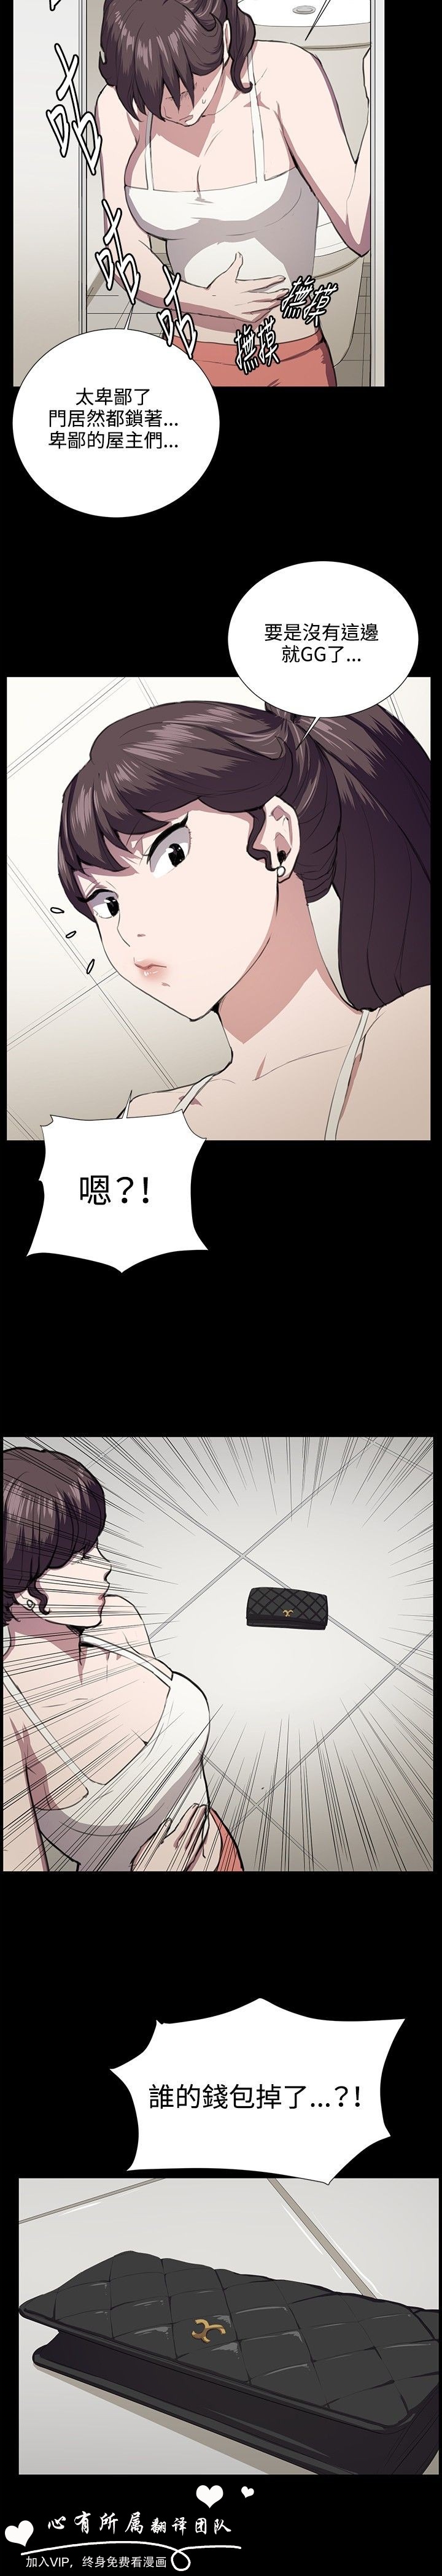 咕
咕
咕
撫摸
撫摸
太卑鄙了
門居然都鎖著...
卑鄙的屋主們...
要是沒有這邊
就GG了...
嗯?!
誰的錢包掉了...?!
心有所属翻译团队
加入VIP，终身免费看漫画